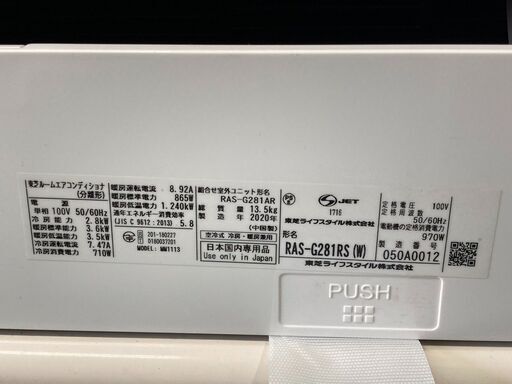 東芝ルームエアコンディショナ
(分離形)
電源
単相 100V 50/60Hz
冷房能力 2.8kW
暖房標準能力 3.6kW
暖房低温能力 3.5kW
冷房運転電流 7.47A
冷房消費電力 710W
暖房運転電流 8.92A
暖房標準電力 865W
暖房低温電力 1.240kW
通年エネルギー消費効率
(JIS C 9612:2013) 5.8
201-180227
MODEL: MM1113
組合せ室外ユニット形名
RAS-G281AR
質量 13.5kg
製造年 2020年
(中国製)
空冷式 冷房・暖房兼用
日本国内専用品
Use only in Japan
PS
E
JET
1716
東芝ライフスタイル株式会社
形名
RAS-G281RS(W)
定格電圧 100V
定格周波数
50/60Hz
電動機の定格消費電力
970W
製造番号
050A0012
東芝ライフスタイル株式会社
PUSH